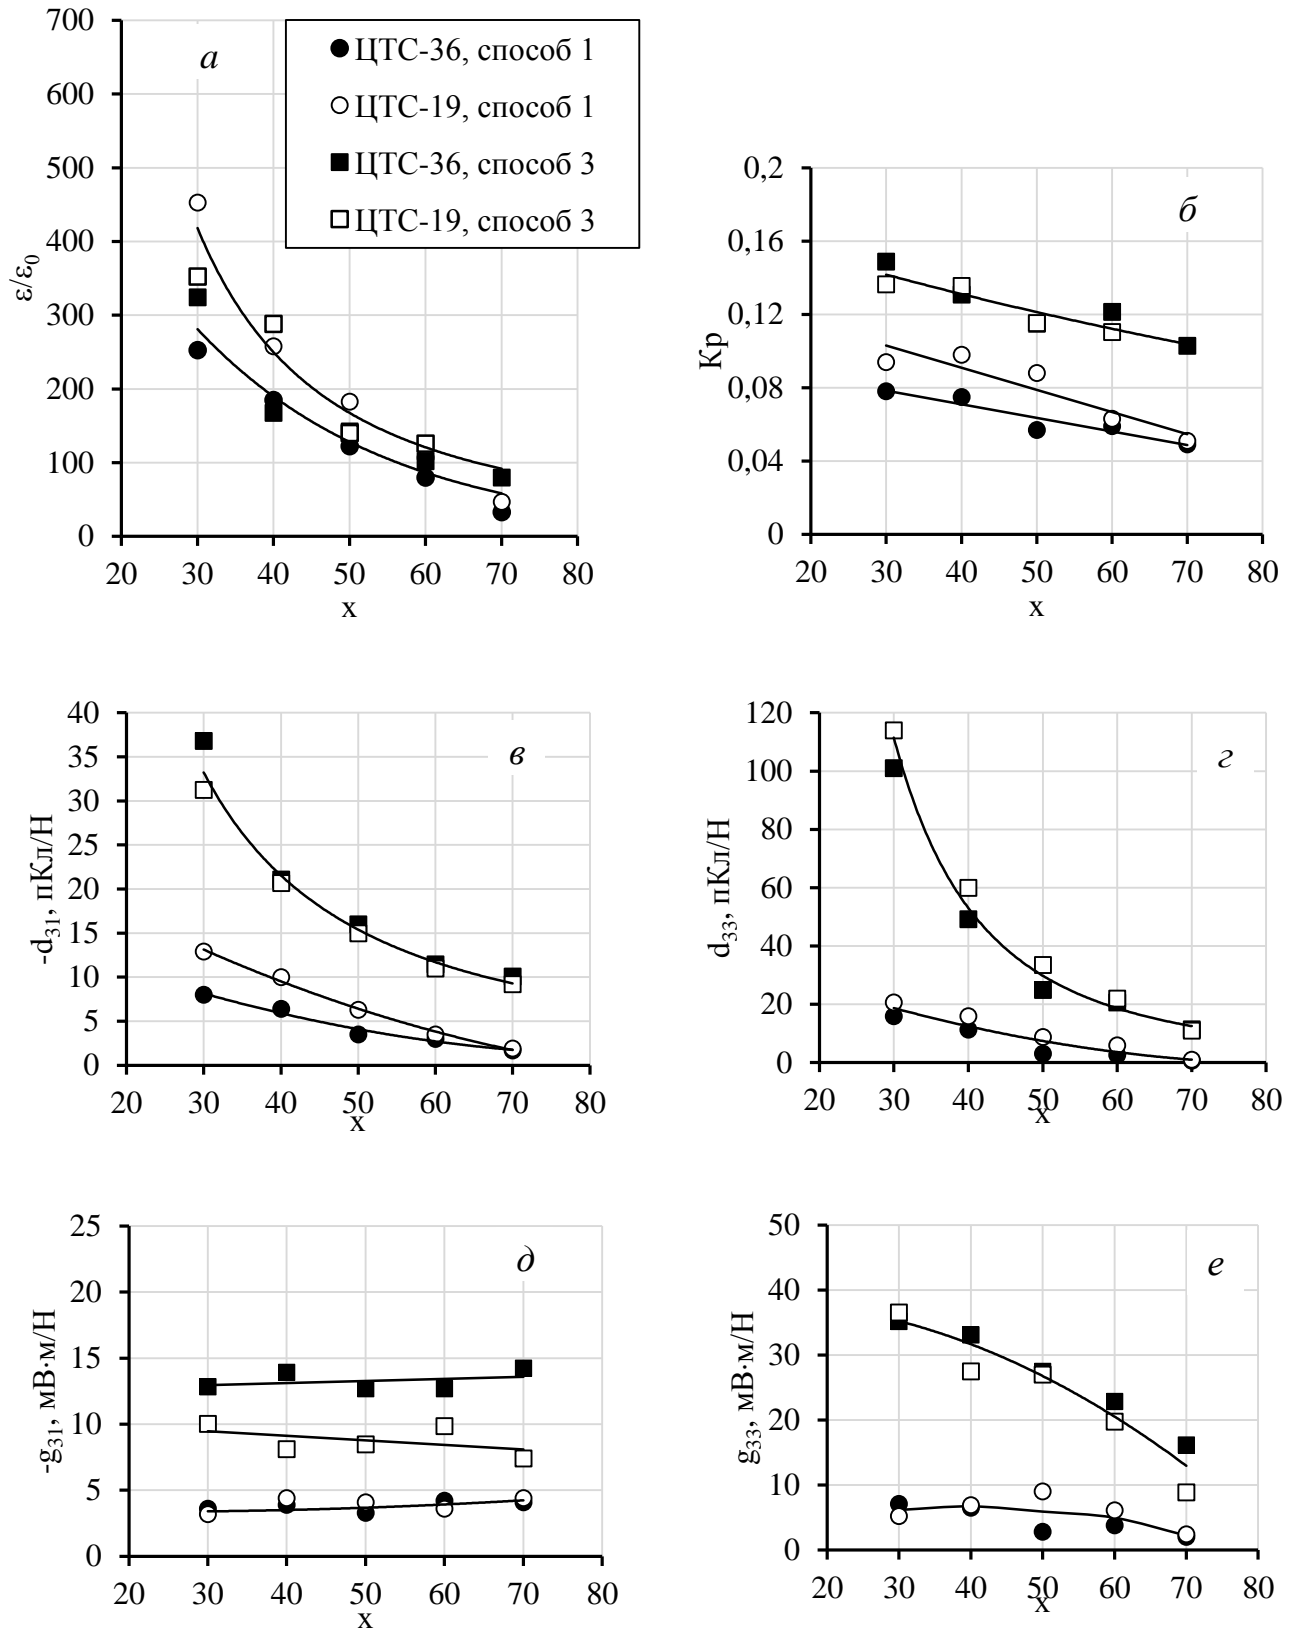 700
600
500
400
300
200
100
0
20 30 40 50 60 70 80
ε/ε0
x
а
ЦТС-36, способ 1
ЦТС-19, способ 1
ЦТС-36, способ 3
ЦТС-19, способ 3
0,2
0,16
0,12
0,08
0,04
0
20 30 40 50 60 70 80
Кр
x
б
40
35
30
25
20
15
10
5
0
20 30 40 50 60 70 80
-d31, пКл/Н
x
в
120
100
80
60
40
20
0
20 30 40 50 60 70 80
d33, пКл/Н
x
г
25
20
15
10
5
0
20 30 40 50 60 70 80
-g31, мВ·м/Н
x
д
50
40
30
20
10
0
20 30 40 50 60 70 80
g33, мВ·м/Н
x
е